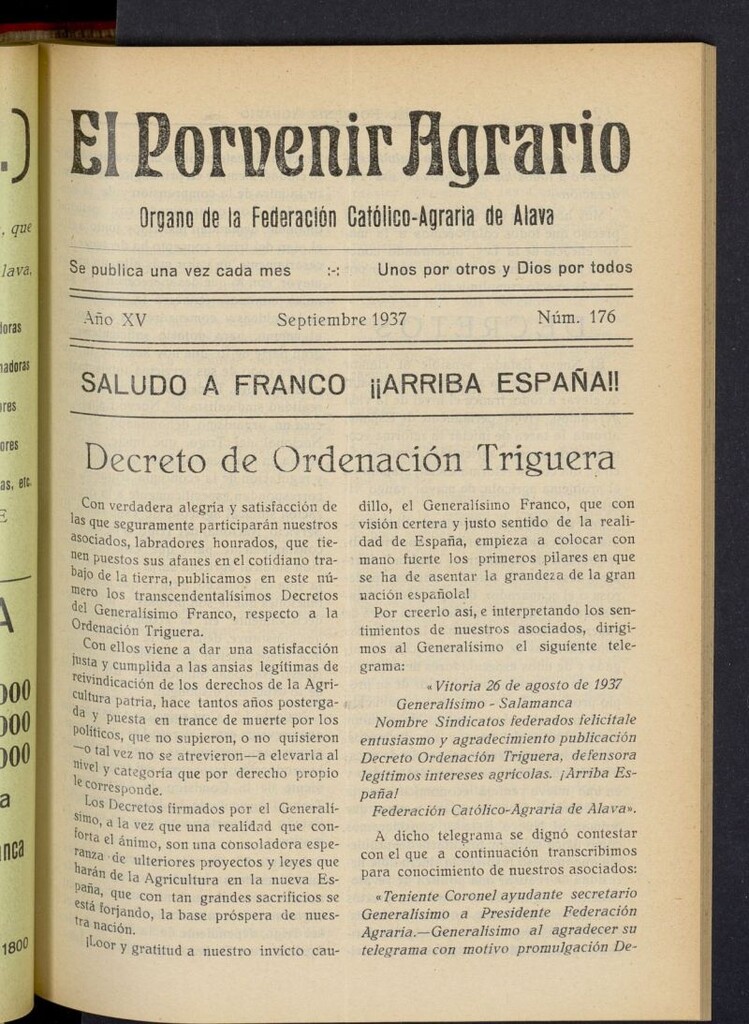 .)
, que
lava,
doras
nadoras
res
ores
as, etc.
E
A
000
000
000
a
nca
1800
El Porvenir Agrario
Organo de la Federación Católico-Agraria de Alava
Se publica una vez cada mes :-: Unos por otros y Dios por todos
Año XV Septiembre 1937 Núm. 176
SALUDO A FRANCO ¡¡ARRIBA ESPAÑA!!
Decreto de Ordenación Triguera
Con verdadera alegría y satisfacción de
las que seguramente participarán nuestros
asociados, labradores honrados, que tie-
nen puestos sus afanes en el cotidiano tra-
bajo de la tierra, publicamos en este nú-
mero los transcendentalísimos Decretos
del Generalísimo Franco, respecto a la
Ordenación Triguera.
Con ellos viene a dar una satisfacción
justa y cumplida a las ansias legítimas de
reivindicación de los derechos de la Agri-
cultura patria, hace tantos años posterga-
da y puesta en trance de muerte por los
políticos, que no supieron, o no quisieron
—o tal vez no se atrevieron—a elevarla al
nivel y categoría que por derecho propio
le corresponde.
Los Decretos firmados por el Generalí-
simo, a la vez que una realidad que con-
forta el ánimo, son una consoladora espe-
ranza de ulteriores proyectos y leyes que
harán de la Agricultura en la nueva Es-
paña, que con tan grandes sacrificios se
está forjando, la base próspera de nues-
tra nación.
¡Loor y gratitud a nuestro invicto cau-
dillo, el Generalísimo Franco, que con
visión certera y justo sentido de la reali-
dad de España, empieza a colocar con
mano fuerte los primeros pilares en que
se ha de asentar la grandeza de la gran
nación española!
Por creerlo así, e interpretando los sen-
timientos de nuestros asociados, dirigi-
mos al Generalísimo el siguiente tele-
grama:
«Vitoria 26 de agosto de 1937
Generalísimo - Salamanca
Nombre Sindicatos federados felicitale
entusiasmo y agradecimiento publicación
Decreto Ordenación Triguera, defensora
legítimos intereses agrícolas. ¡Arriba Es-
paña!
Federación Católico-Agraria de Alava».
A dicho telegrama se dignó contestar
con el que a continuación transcribimos
para conocimiento de nuestros asociados:
«Teniente Coronel ayudante secretario
Generalísimo a Presidente Federación
Agraria.—Generalísimo al agradecer su
telegrama con motivo promulgación De-